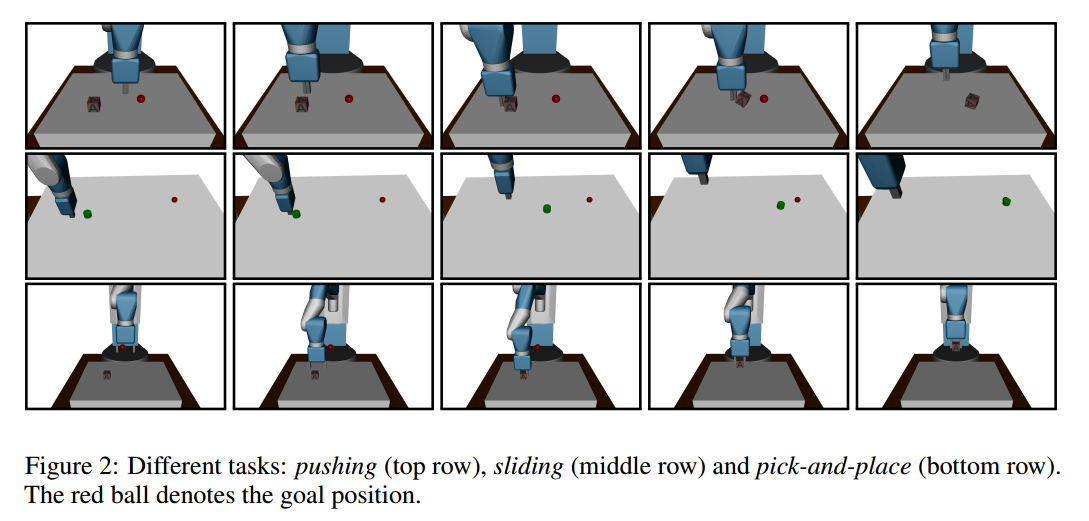 Figure 2: Different tasks: pushing (top row), sliding (middle row) and pick-and-place (bottom row).
The red ball denotes the goal position.